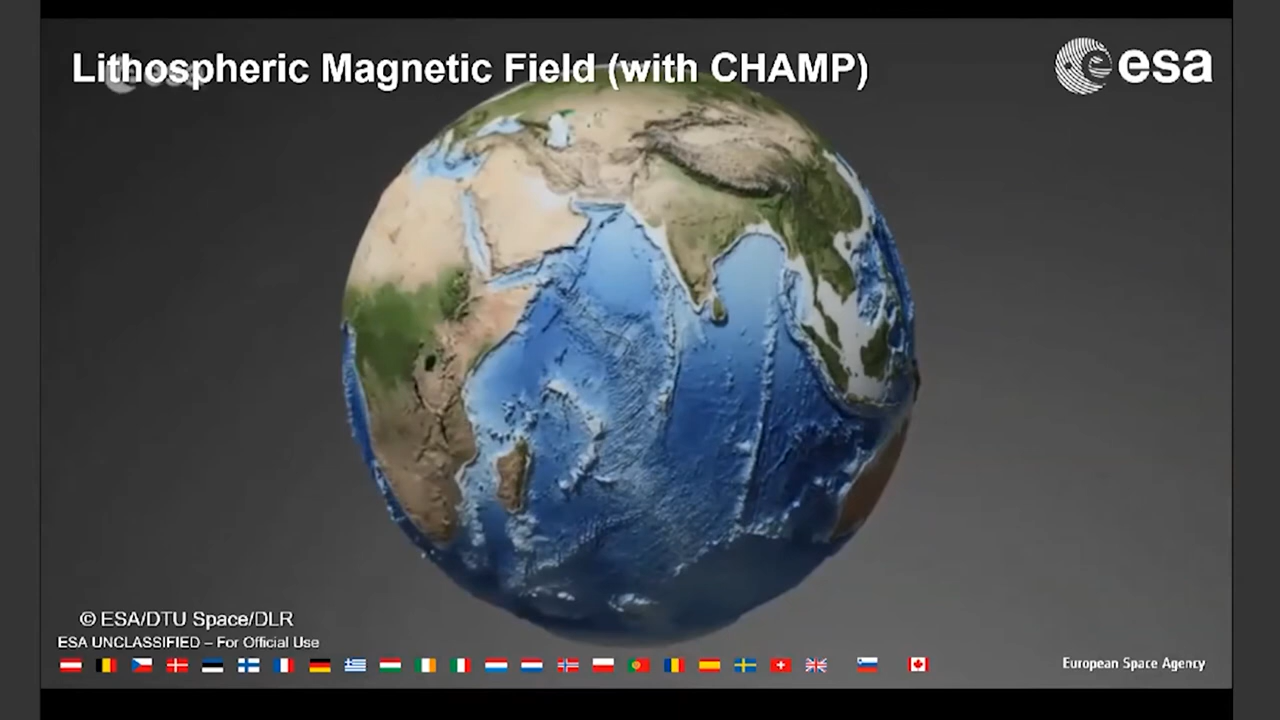 Lithospheric Magnetic Field (with CHAMP)
esa
© ESA/DTU Space/DLR
ESA UNCLASSIFIED – For Official Use
European Space Agency